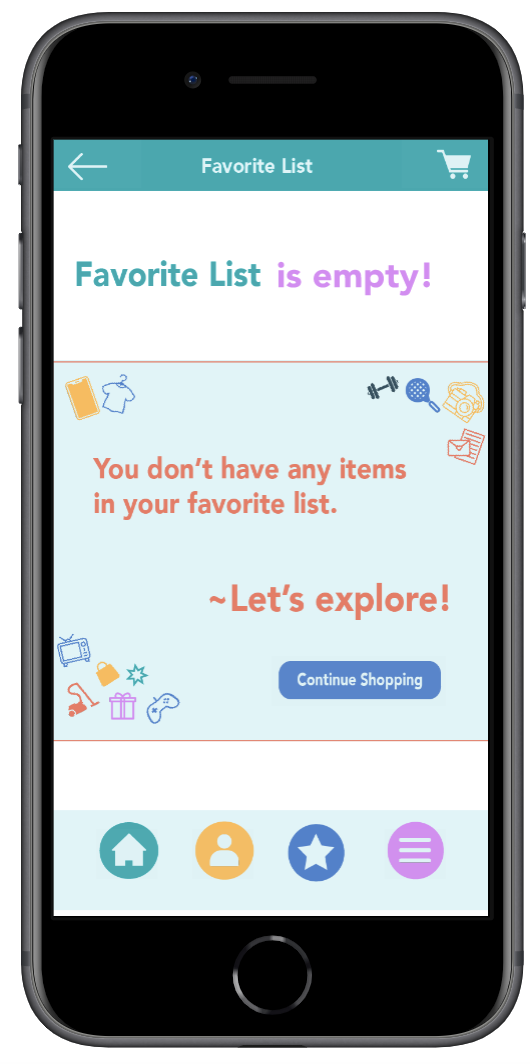 Favorite List
Favorite List is empty!
You don't have any items
in your favorite list.
~Let's explore!
Continue Shopping